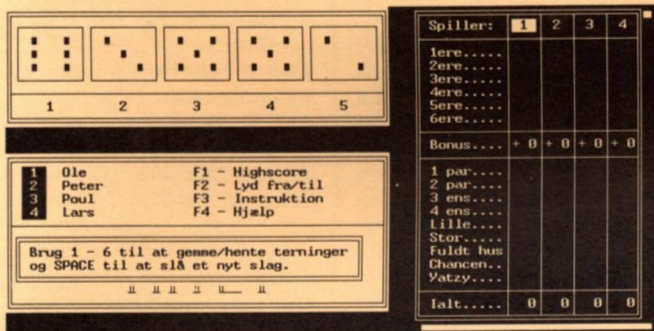 1 2 3 4 5
1 Ole F1 - Highscore
2 Peter F2 - Lyd fra/til
3 Poul F3 - Instruktion
4 Lars F4 - Hjælp
Brug 1 - 6 til at gemme/hente terninger
og SPACE til at slå et nyt slag.
Spiller: 1 2 3 4
1ere.....
2ere.....
3ere.....
4ere.....
5ere.....
6ere.....
Bonus.... + 0 + 0 + 0 + 0
1 par....
2 par....
3 ens....
4 ens....
Lille....
Stor.....
Fuldt hus
Chancen..
Yatzy....
Ialt..... 0 0 0 0